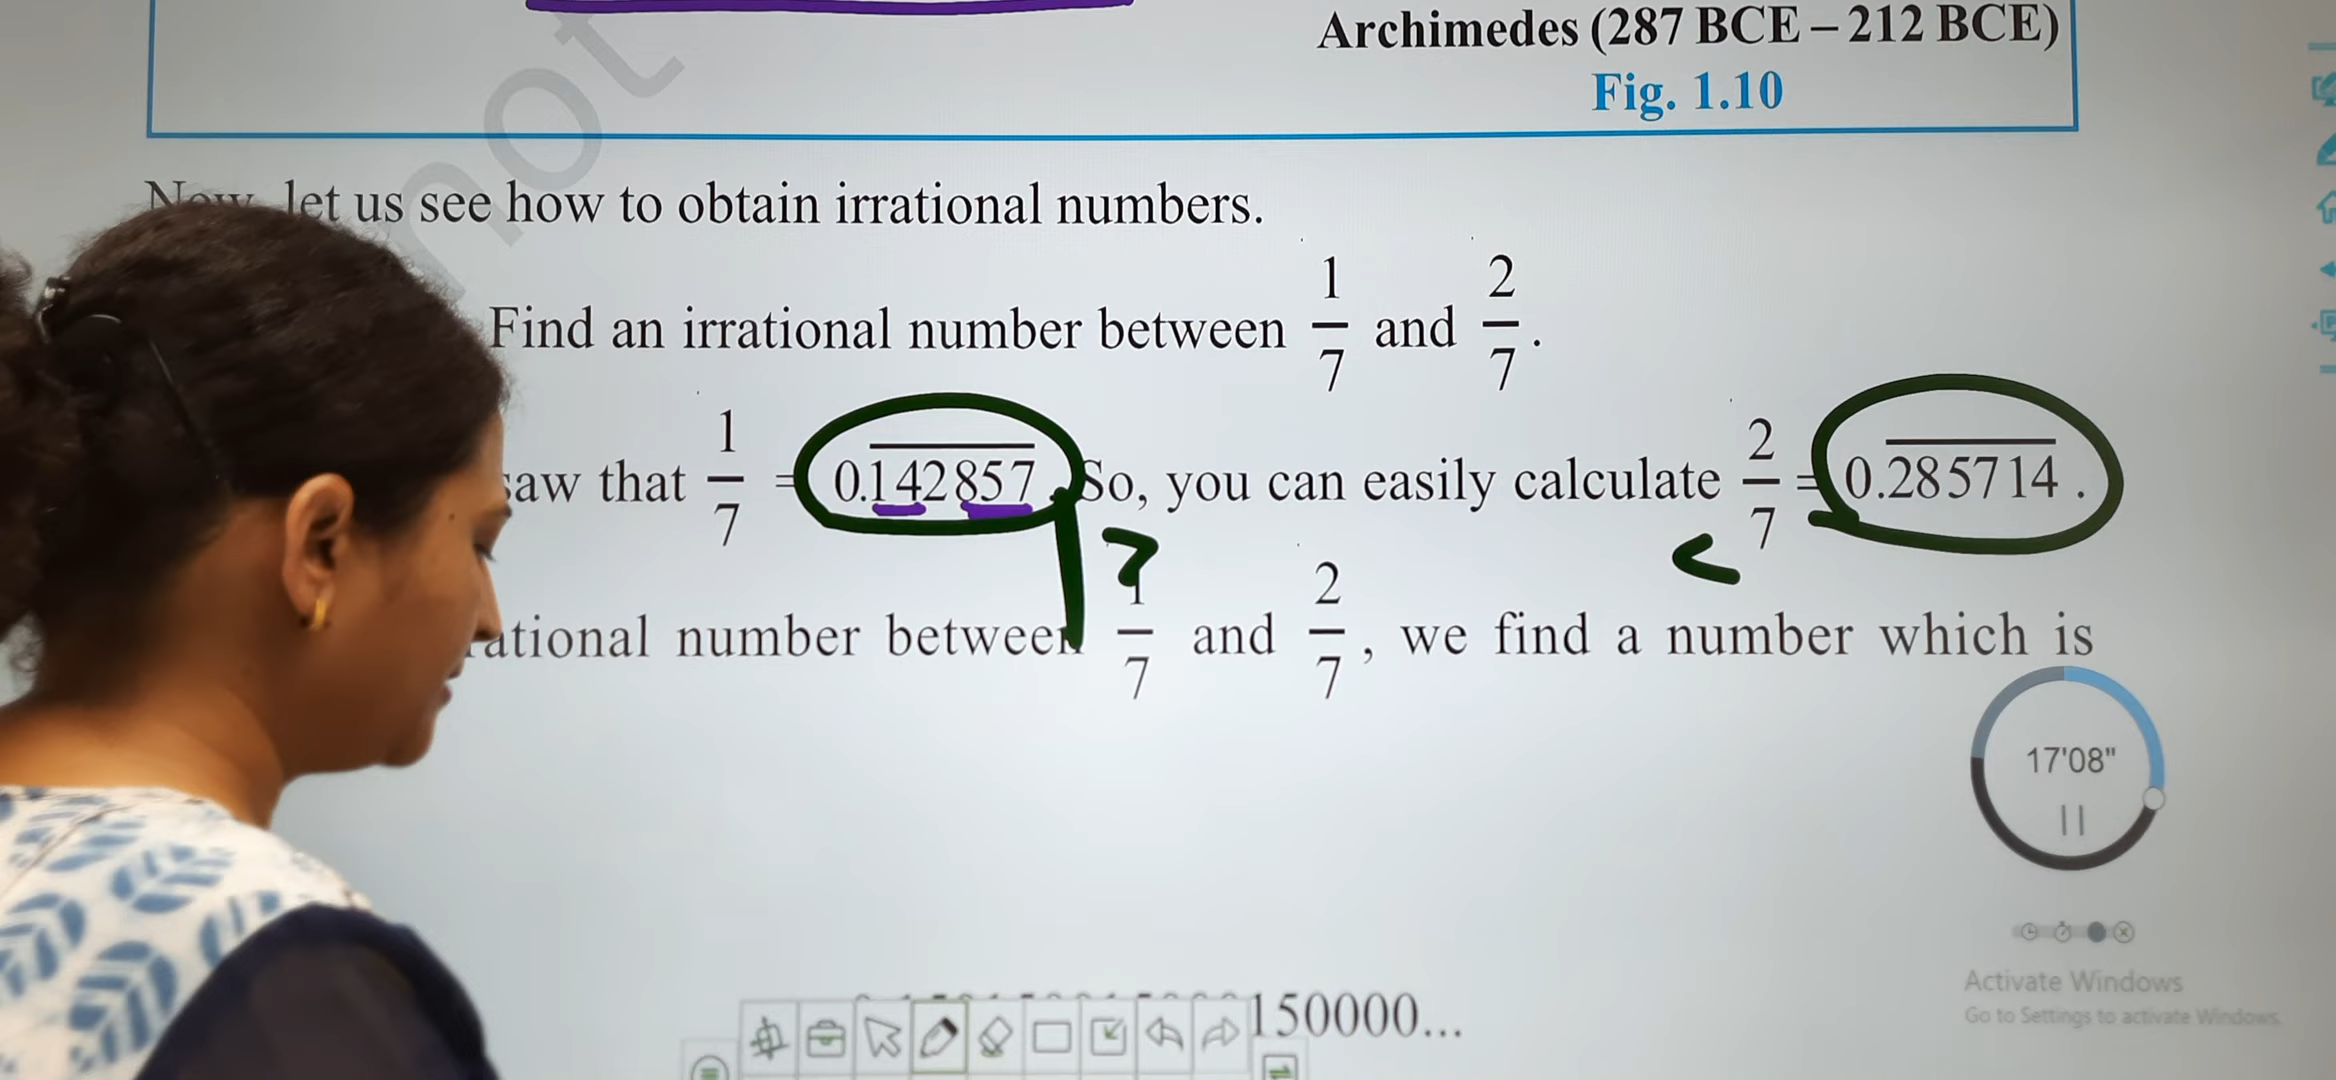 not
Archimedes (287 BCE – 212 BCE)
Fig. 1.10
Now, let us see how to obtain irrational numbers.
Find an irrational number between 1/7 and 2/7.
saw that 1/7 = 0.142857. So, you can easily calculate 2/7 = 0.285714.
? <
ational number between 1/7 and 2/7, we find a number which is
17'08"
150000...
Activate Windows
Go to Settings to activate Windows.